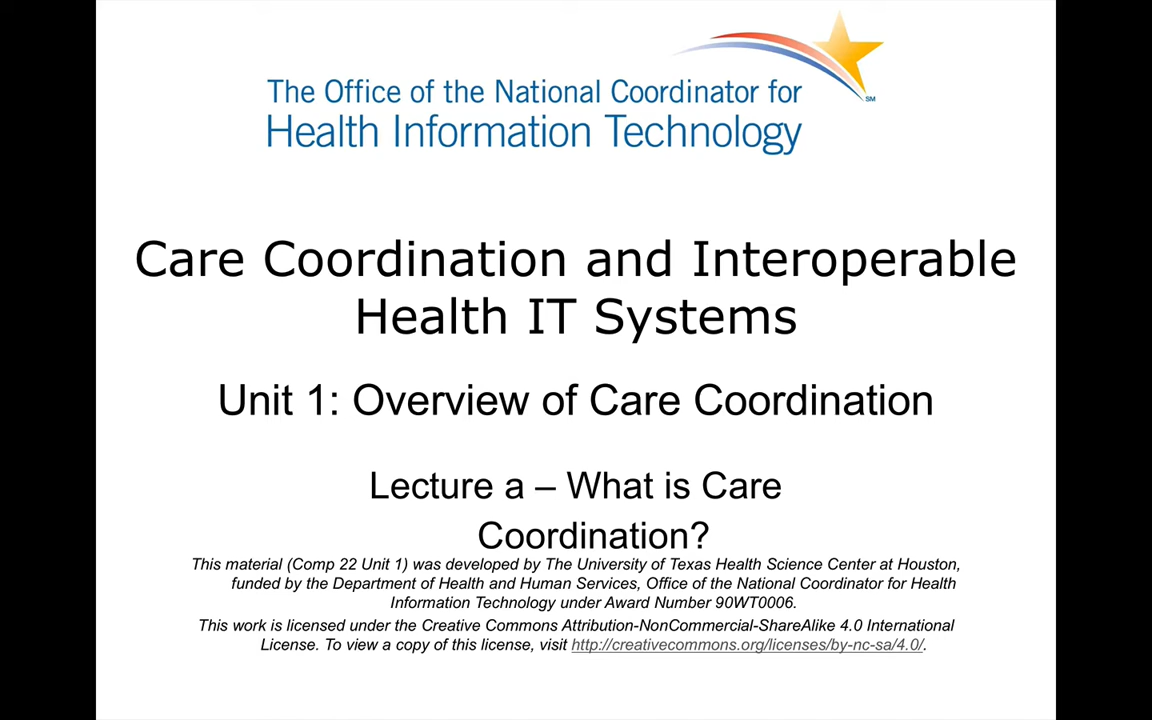 The Office of the National Coordinator for
Health Information Technology
SM
Care Coordination and Interoperable
Health IT Systems
Unit 1: Overview of Care Coordination
Lecture a – What is Care
Coordination?
This material (Comp 22 Unit 1) was developed by The University of Texas Health Science Center at Houston,
funded by the Department of Health and Human Services, Office of the National Coordinator for Health
Information Technology under Award Number 90WT0006.
This work is licensed under the Creative Commons Attribution-NonCommercial-ShareAlike 4.0 International
License. To view a copy of this license, visit http://creativecommons.org/licenses/by-nc-sa/4.0/.